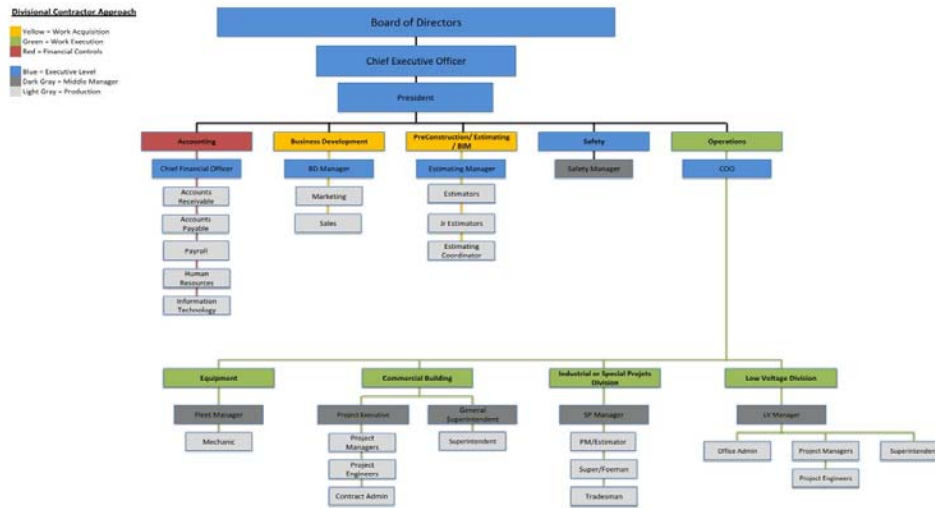 Divisional Contractor Approach
Yellow = Work Acquisition
Green = Work Execution
Red = Financial Controls
Blue = Executive Level
Dark Gray = Middle Manager
Light Gray = Production
Board of Directors
Chief Executive Officer
President
Accounting
Business Development
PreConstruction/ Estimating
/ BIM
Safety
Operations
Chief Financial Officer
BD Manager
Estimating Manager
Safety Manager
COO
Accounts
Receivable
Accounts
Payable
Payroll
Human
Resources
Information
Technology
Marketing
Sales
Estimators
Jr Estimators
Estimating
Coordinator
Equipment
Commercial Building
Industrial or Special Projets
Division
Low Voltage Division
Fleet Manager
Project Executive
General
Superintendent
SP Manager
LV Manager
Mechanic
Project
Managers
Project
Engineers
Contract Admin
Superintendent
PM/Estimator
Super/Foeman
Tradesman
Office Admin
Project Managers
Project Engineers
Superintendent